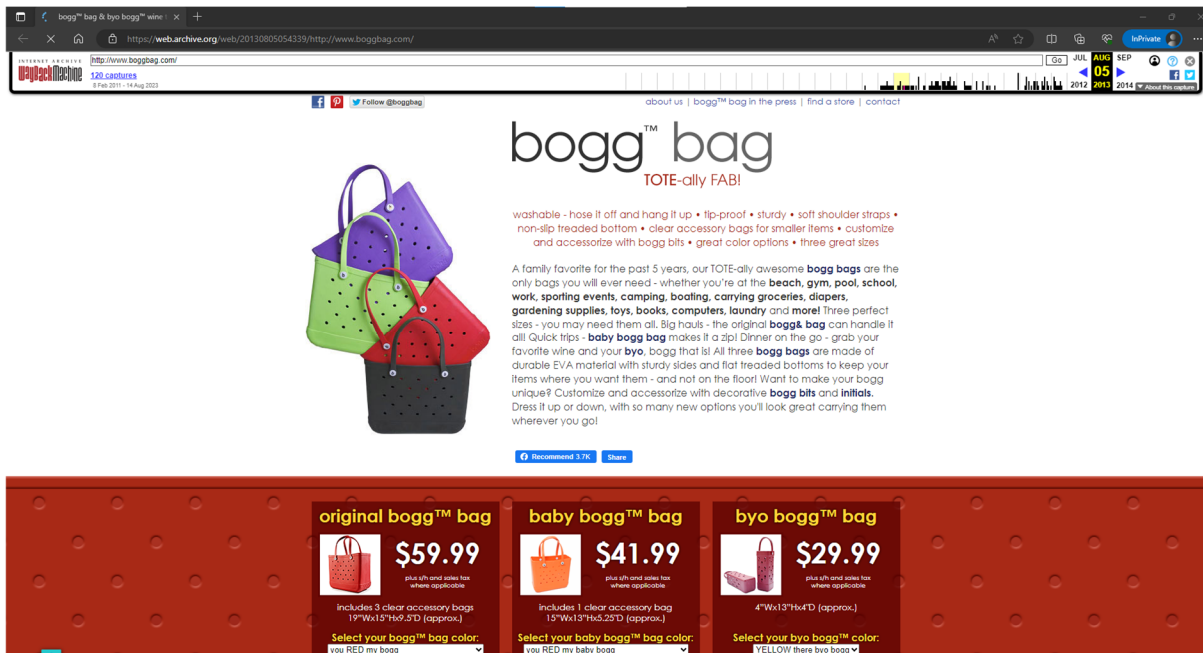 bogg™ bag & byo bogg™ wine t
https://web.archive.org/web/20130805054339/http://www.boggbag.com/
InPrivate
INTERNET ARCHIVE
WayBackMachine
http://www.boggbag.com/
Go
120 captures
8 Feb 2011 - 14 Aug 2023
JUL AUG SEP
05
2012 2013 2014
About this capture
Follow @boggbag
about us | bogg™ bag in the press | find a store | contact
bogg™ bag
TOTE-ally FAB!
washable - hose it off and hang it up • tip-proof • sturdy • soft shoulder straps •
non-slip treaded bottom • clear accessory bags for smaller items • customize
and accessorize with bogg bits • great color options • three great sizes
A family favorite for the past 5 years, our TOTE-ally awesome bogg bags are the
only bags you will ever need - whether you're at the beach, gym, pool, school,
work, sporting events, camping, boating, carrying groceries, diapers,
gardening supplies, toys, books, computers, laundry and more! Three perfect
sizes - you may need them all. Big hauls - the original bogg& bag can handle it
all! Quick trips - baby bogg bag makes it a zip! Dinner on the go - grab your
favorite wine and your byo, bogg that is! All three bogg bags are made of
durable EVA material with sturdy sides and flat treaded bottoms to keep your
items where you want them - and not on the floor! Want to make your bogg
unique? Customize and accessorize with decorative bogg bits and initials.
Dress it up or down, with so many new options you'll look great carrying them
wherever you go!
Recommend 3.7K
Share
original bogg™ bag
$59.99
plus s/h and sales tax
where applicable
includes 3 clear accessory bags
19"Wx15"Hx9.5"D (approx.)
Select your bogg™ bag color:
you RED my bogg
baby bogg™ bag
$41.99
plus s/h and sales tax
where applicable
includes 1 clear accessory bag
15"Wx13"Hx5.25"D (approx.)
Select your baby bogg™ bag color:
you RED my baby bogg
byo bogg™ bag
$29.99
plus s/h and sales tax
where applicable
4"Wx13"Hx4"D (approx.)
Select your byo bogg™ color:
YELLOW there byo bogg